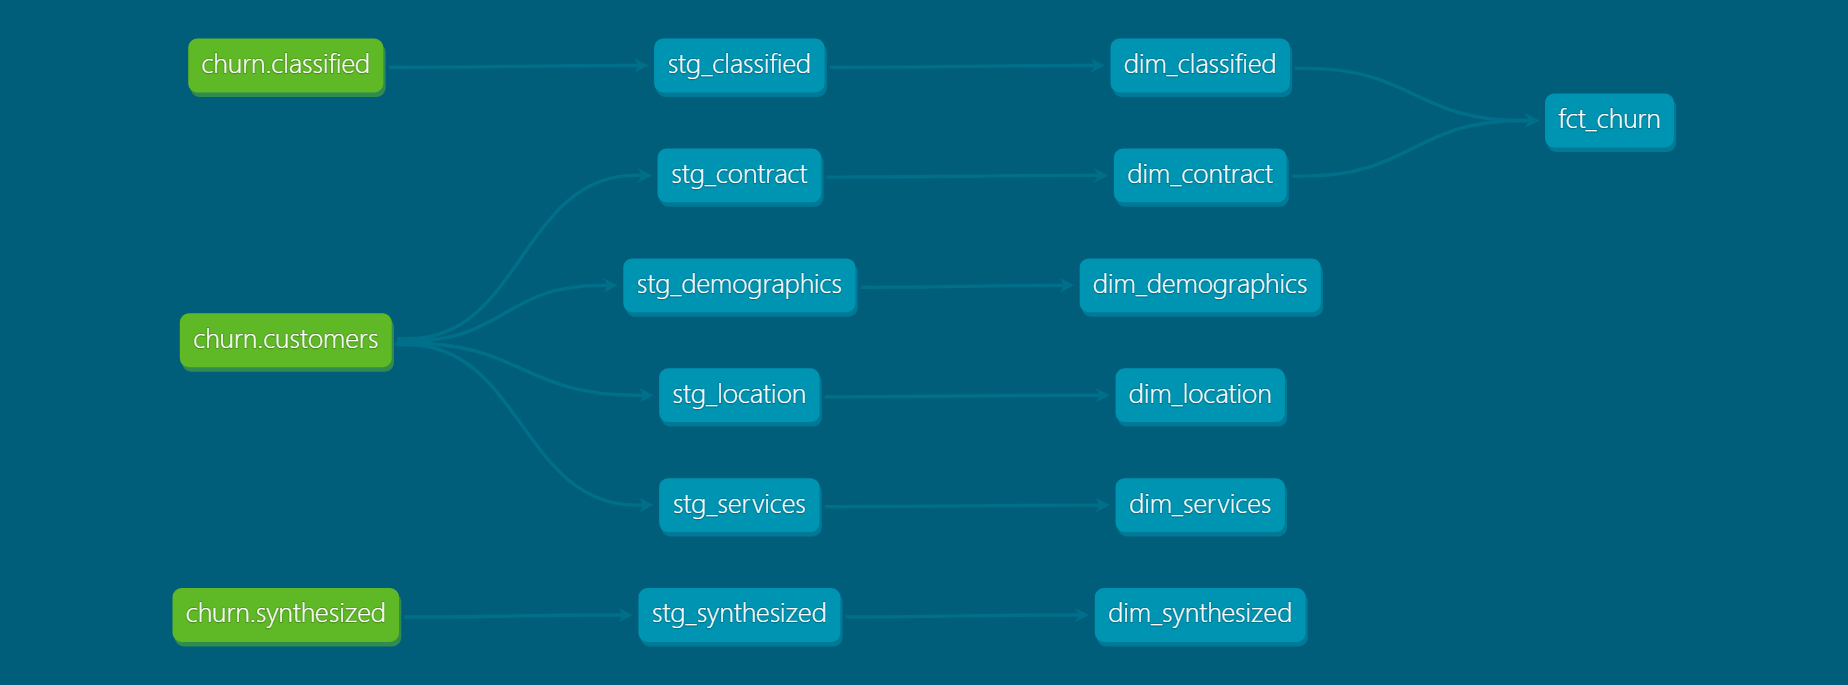 churn.classified
stg_classified
dim_classified
fct_churn
stg_contract
dim_contract
stg_demographics
dim_demographics
churn.customers
stg_location
dim_location
stg_services
dim_services
churn.synthesized
stg_synthesized
dim_synthesized